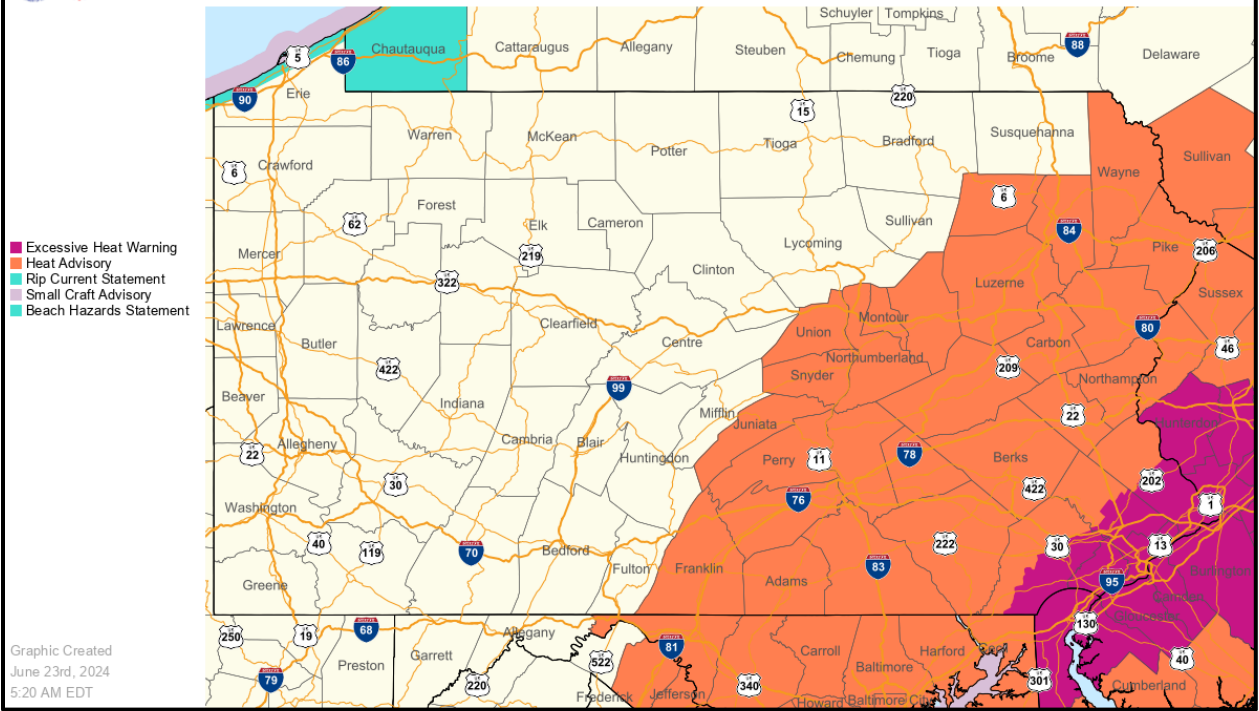 Schuyler
Tompkins
5
86
Chautauqua
Cattaraugus
Allegany
Steuben
Chemung
Tioga
Broome
88
Delaware
90
Erie
15
220
Warren
McKean
Potter
Tioga
Bradford
Susquehanna
Wayne
Sullivan
6
Crawford
Forest
62
Elk
Cameron
Lycoming
Sullivan
6
84
Pike
206
Mercer
219
322
Clinton
Luzerne
Sussex
Excessive Heat Warning
Heat Advisory
Rip Current Statement
Small Craft Advisory
Beach Hazards Statement
Lawrence
Butler
Clearfield
Centre
Union
Montour
Carbon
80
46
422
99
Snyder
Northumberland
209
Northampton
Beaver
Indiana
Mifflin
Juniata
22
Hunterdon
Allegheny
22
Cambria
Blair
Huntingdon
Perry
11
78
Berks
30
76
422
202
1
Washington
40
119
70
Bedford
222
30
13
Greene
Fulton
Franklin
Adams
83
95
Burlington
Camden
Gloucester
250
19
68
Allegany
130
Preston
Garrett
522
81
Carroll
Harford
Cecil
Baltimore
40
Graphic Created
June 23rd, 2024
5:20 AM EDT
79
220
Frederick
Jefferson
340
Howard
Baltimore City
301
Cumberland